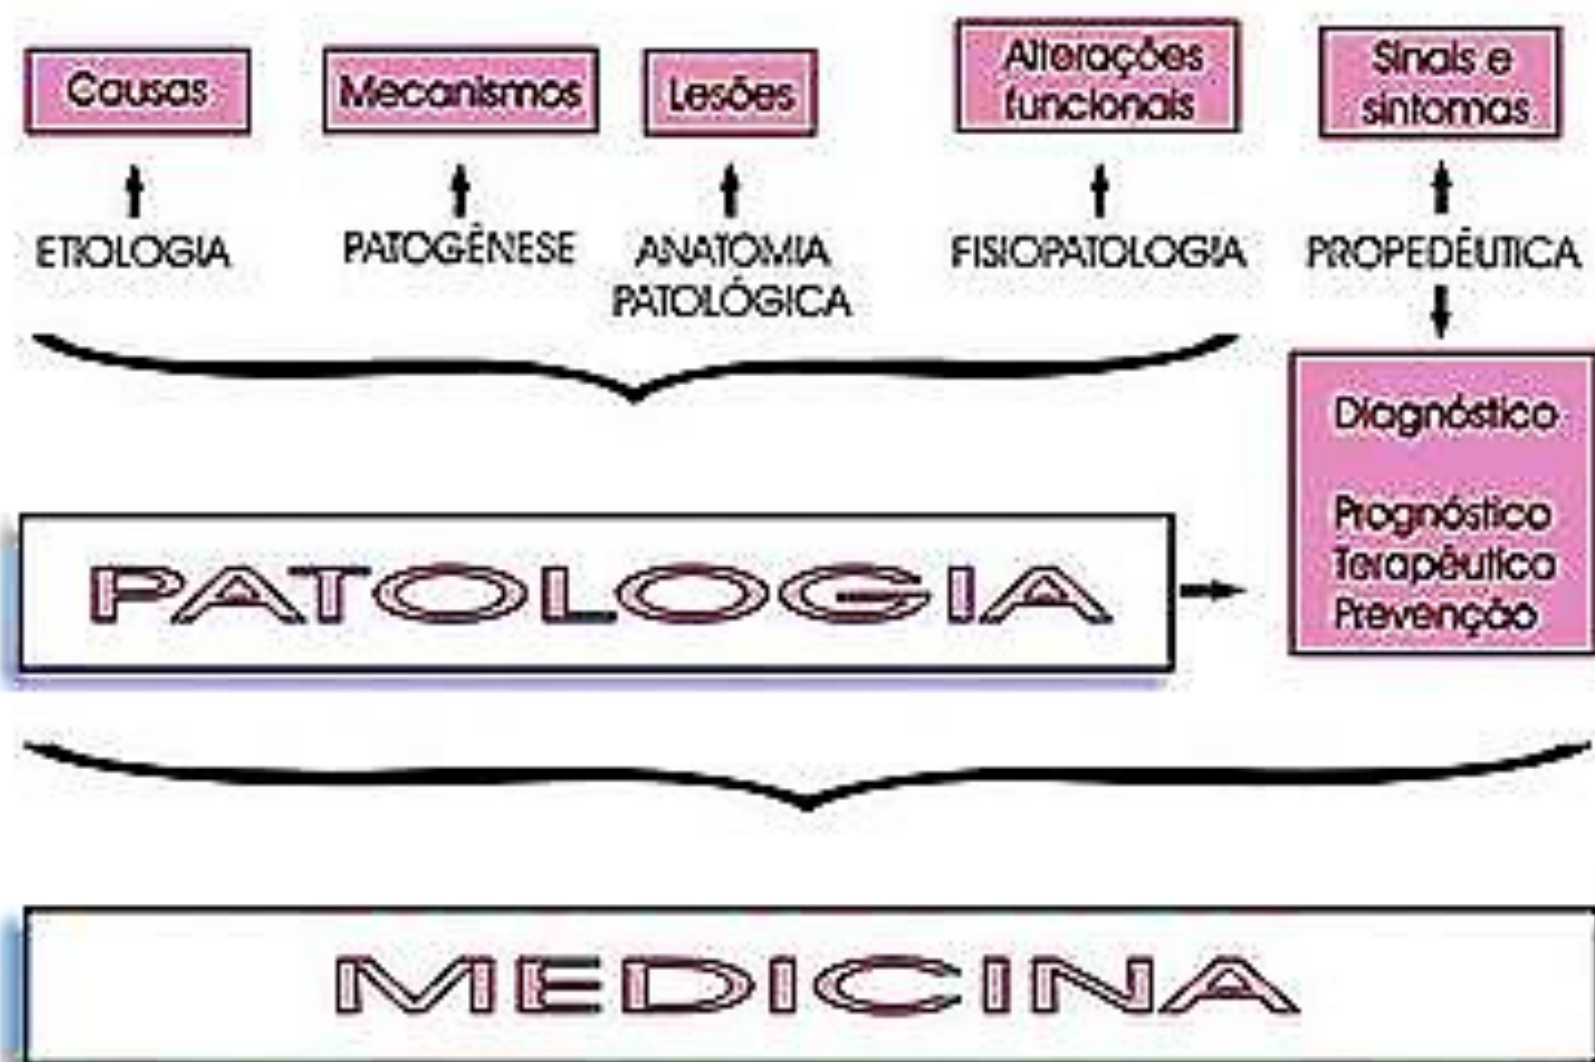 Causas
Mecanismos
Lesões
Alterações
funcionais
Sinais e
sintomas
ETIOLOGIA
PATOGÊNESE
ANATOMIA
PATOLÓGICA
FISIOPATOLOGIA
PROPEDÊUTICA
Diagnóstico
Prognóstico
Terapêutica
Prevenção
PATOLOGIA
MEDICINA